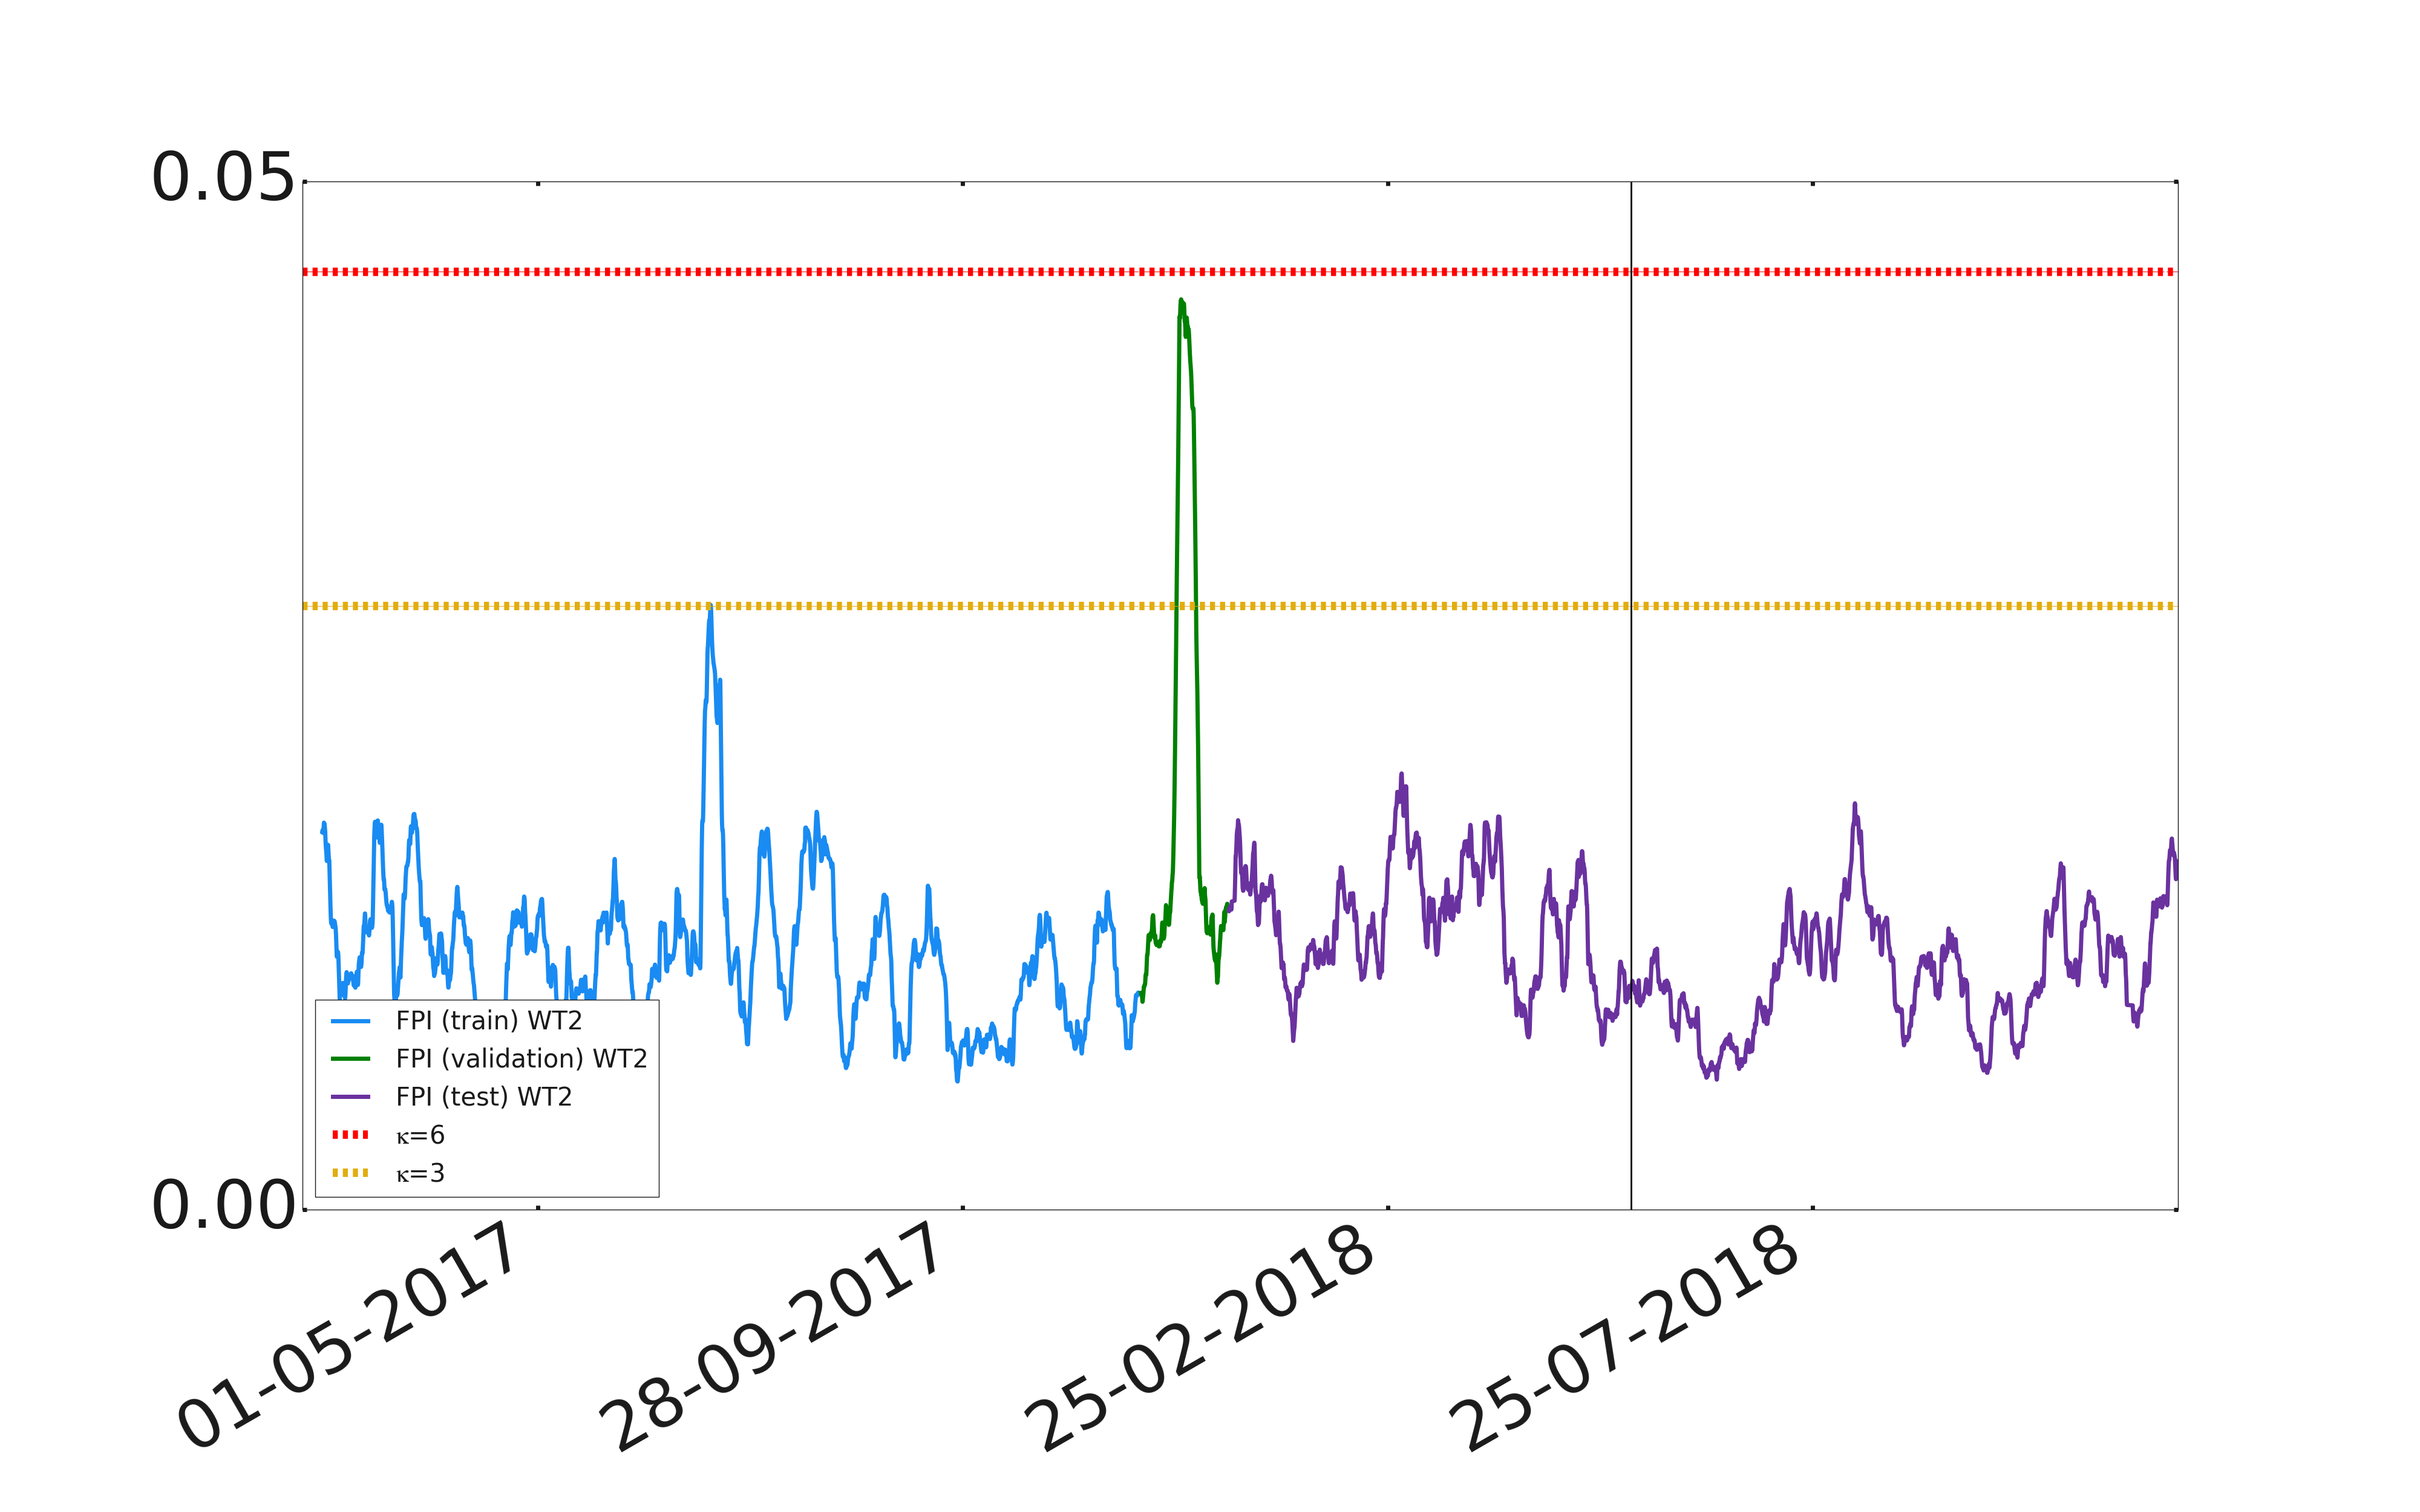 0.05
0.00
FPI (train) WT2
FPI (validation) WT2
FPI (test) WT2
κ=6
κ=3
01-05-2017
28-09-2017
25-02-2018
25-07-2018